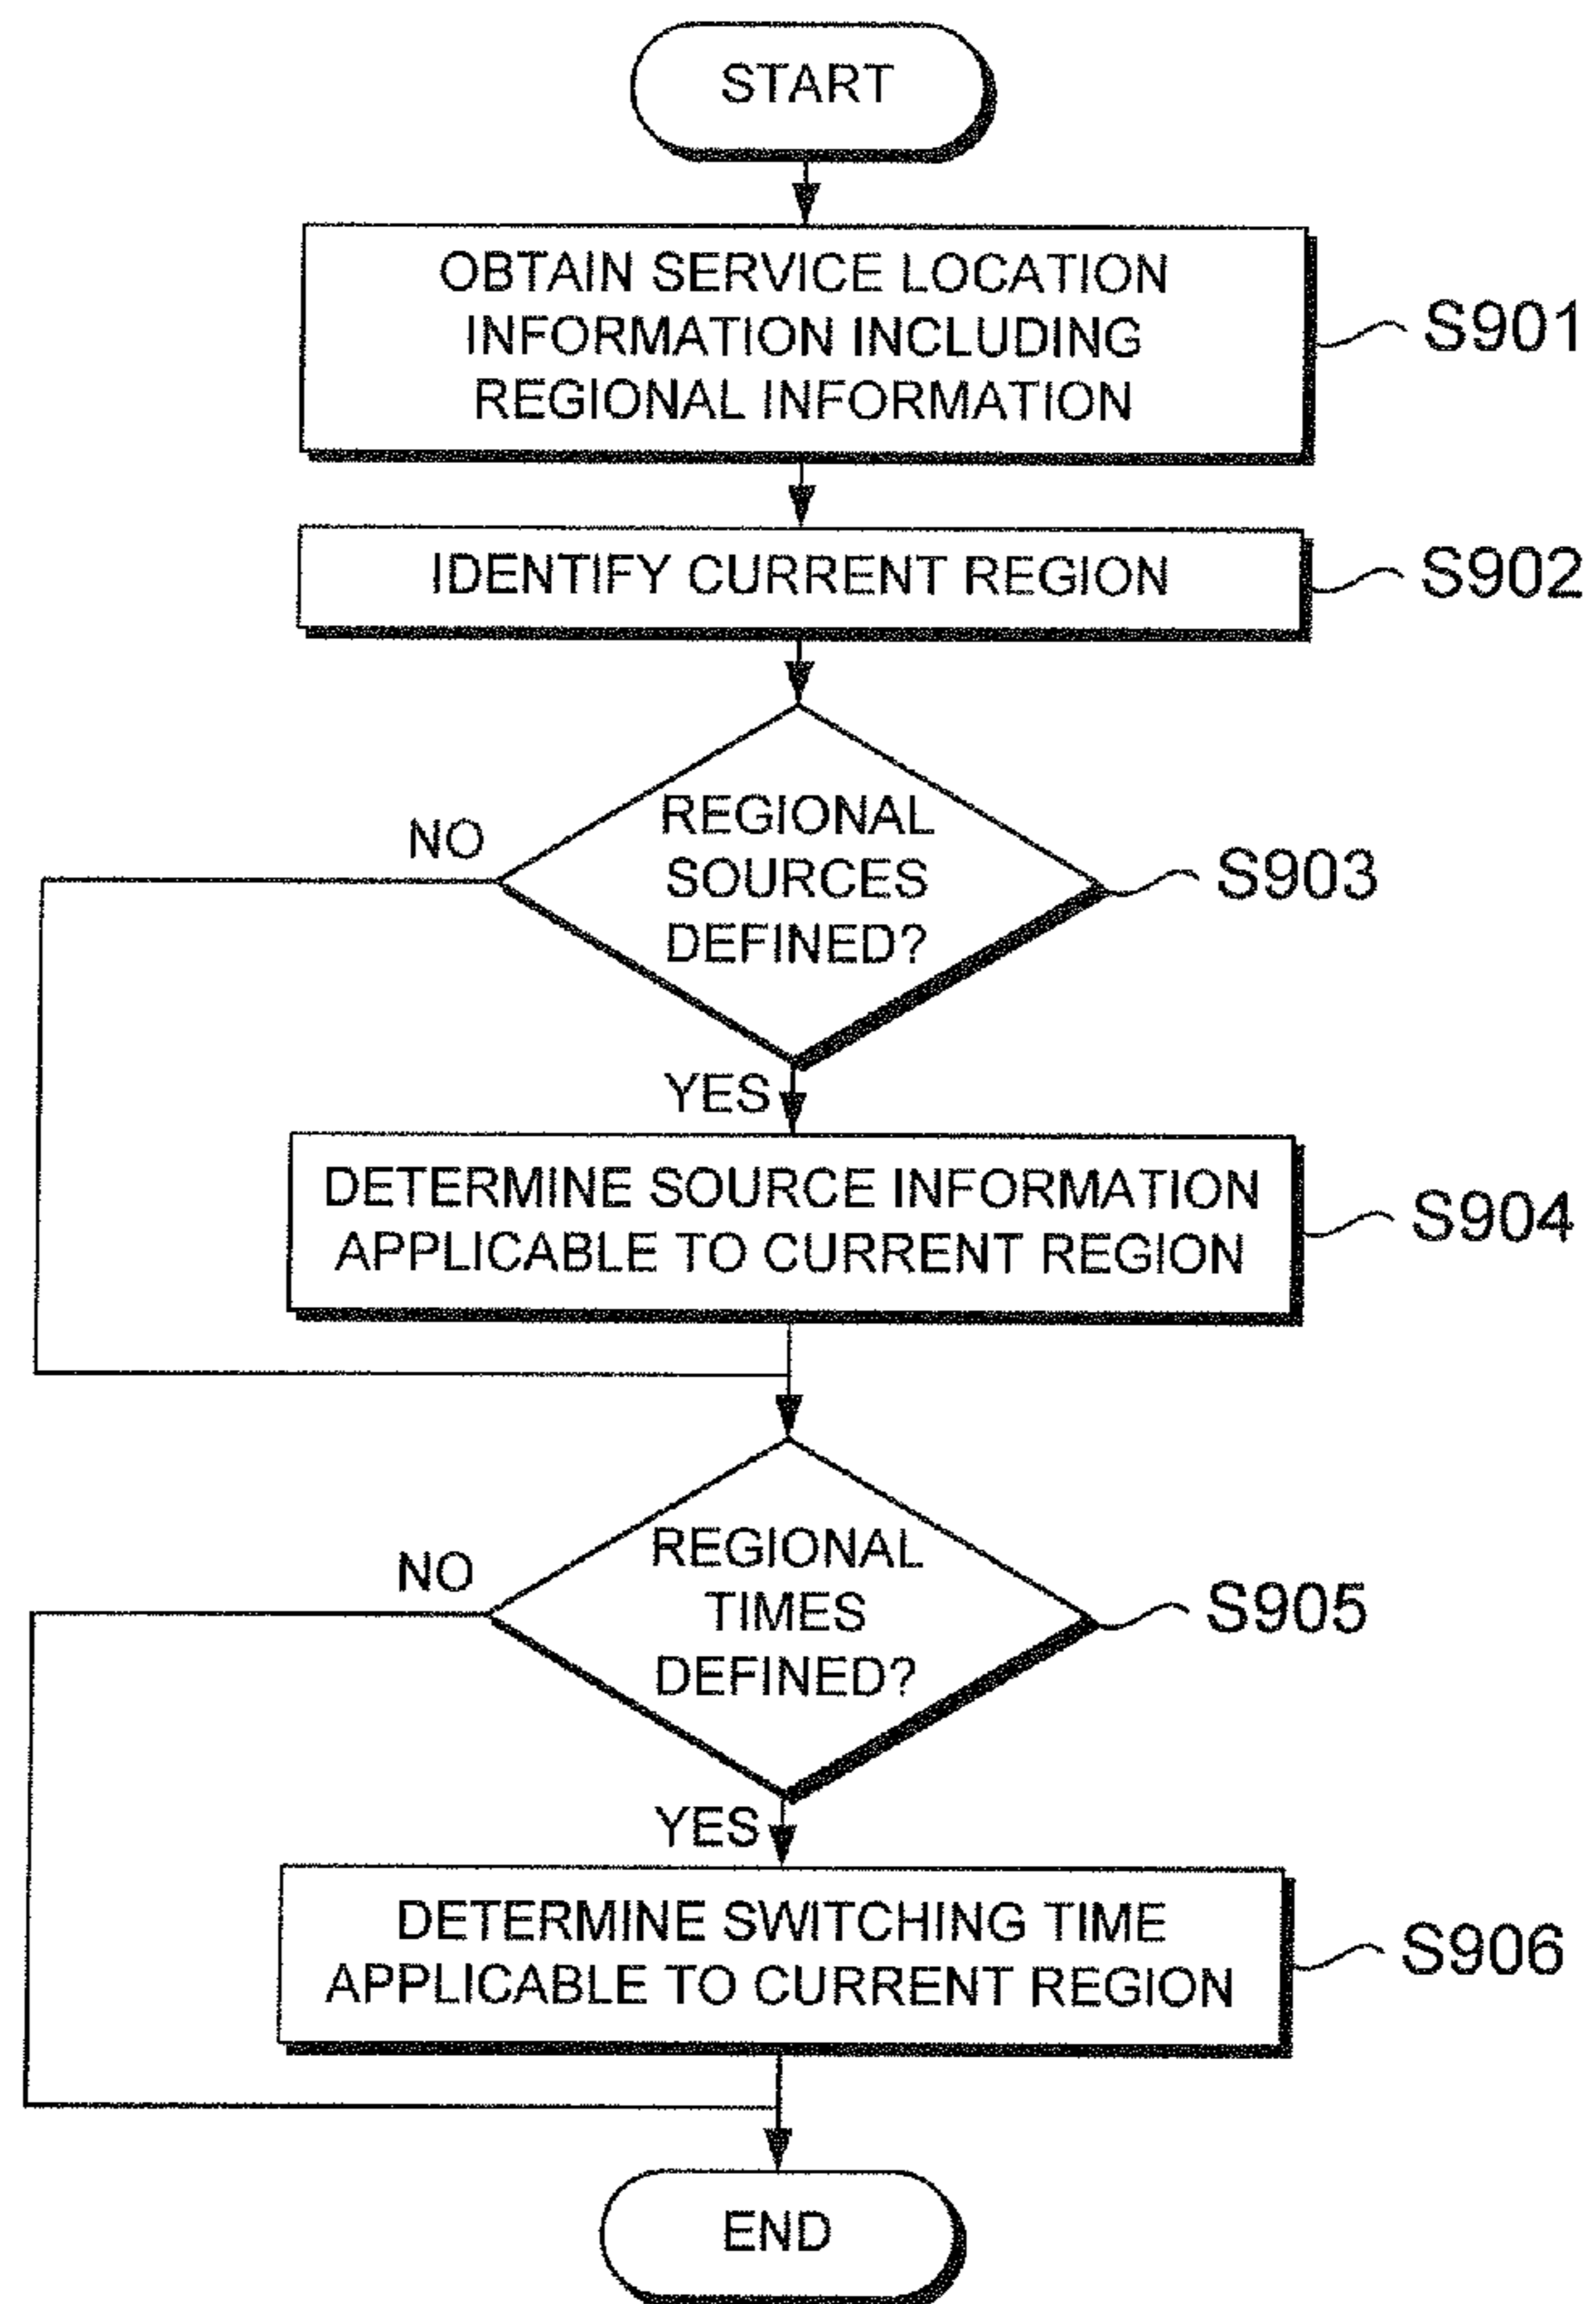 START
OBTAIN SERVICE LOCATION
INFORMATION INCLUDING
REGIONAL INFORMATION
S901
IDENTIFY CURRENT REGION
S902
REGIONAL
SOURCES
DEFINED?
NO
S903
YES
DETERMINE SOURCE INFORMATION
APPLICABLE TO CURRENT REGION
S904
REGIONAL
TIMES
DEFINED?
NO
S905
YES
DETERMINE SWITCHING TIME
APPLICABLE TO CURRENT REGION
S906
END